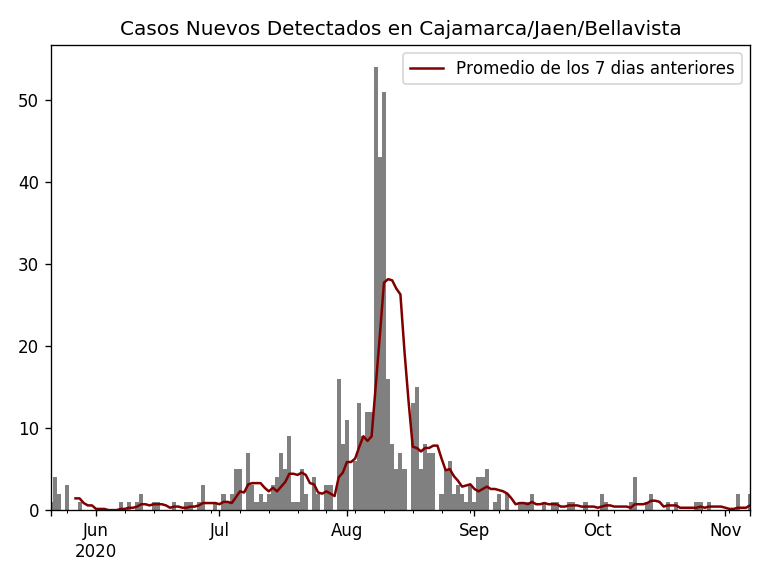 Casos Nuevos Detectados en Cajamarca/Jaen/Bellavista
Promedio de los 7 dias anteriores
50
40
30
20
10
0
Jun Jul Aug Sep Oct Nov
2020